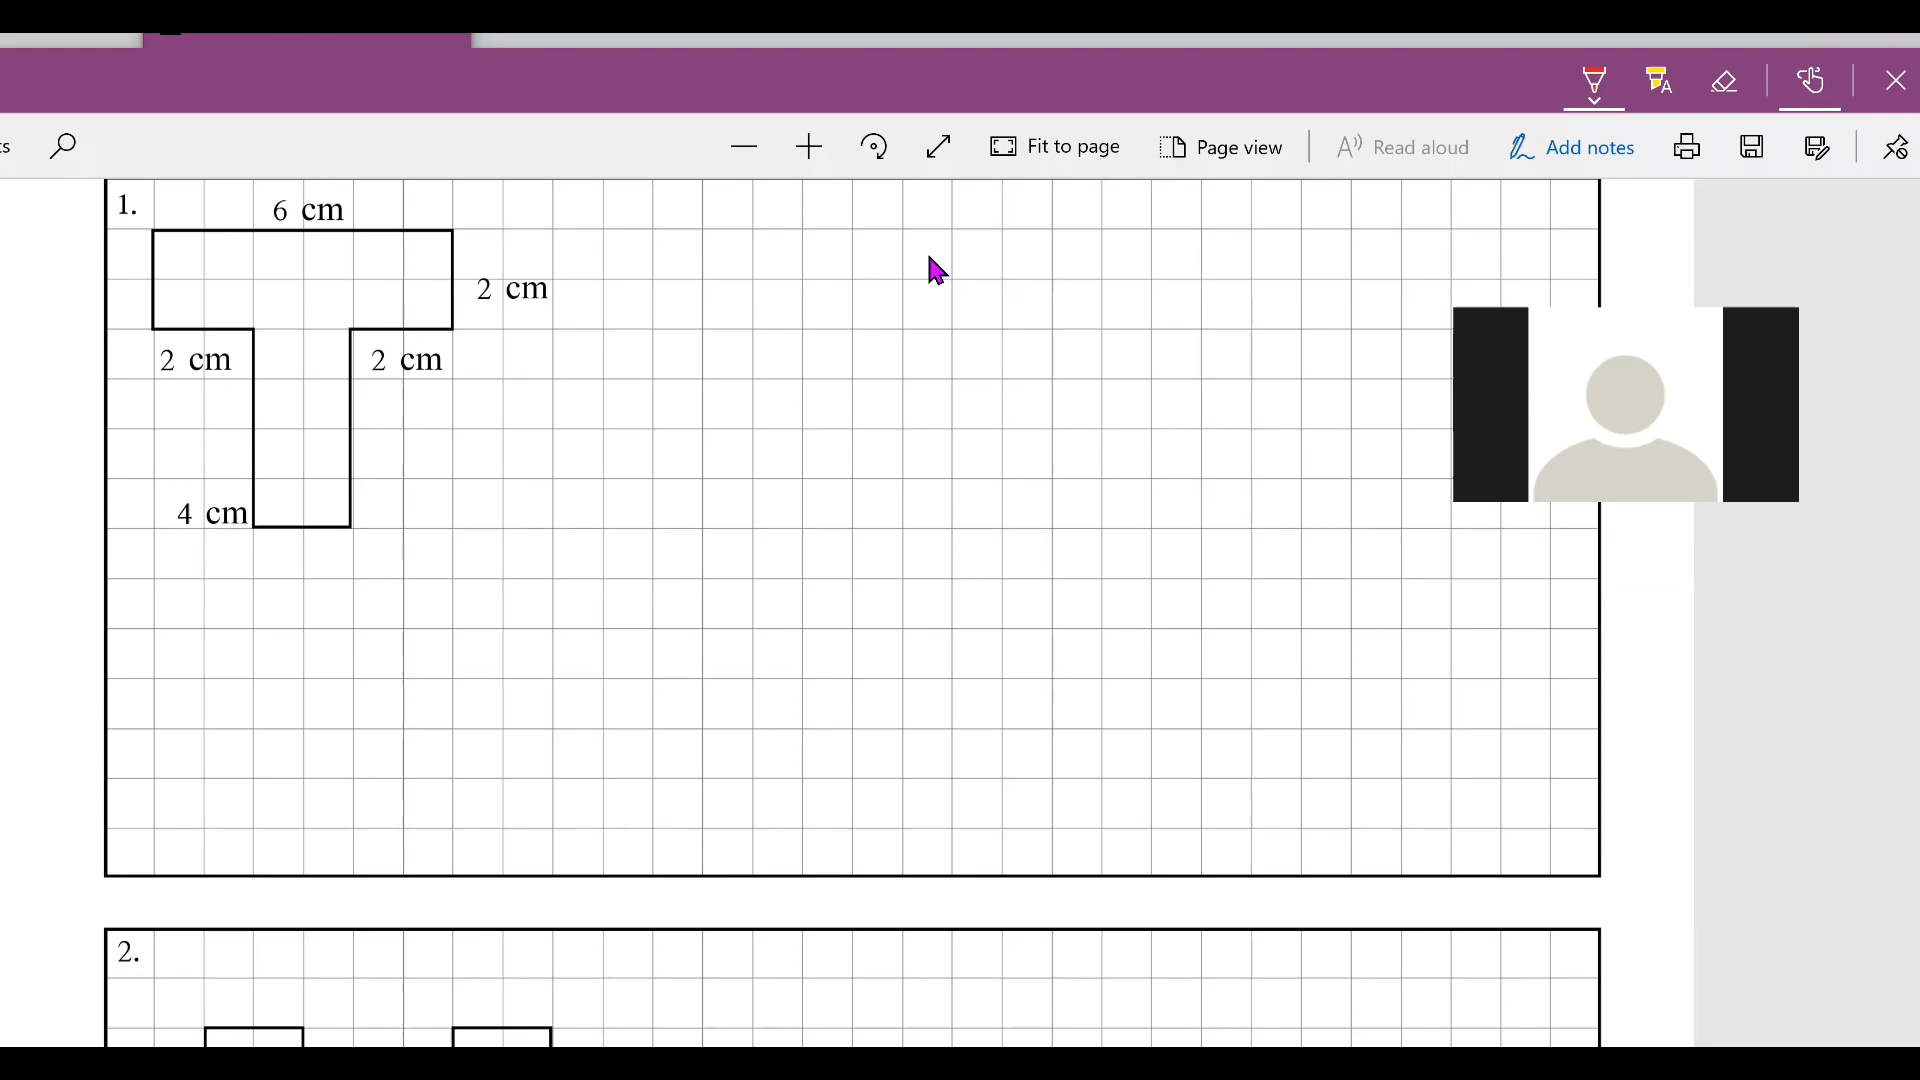 s
Fit to page
Page view
Read aloud
Add notes
1.
6 cm
2 cm
2 cm 2 cm
4 cm
2.